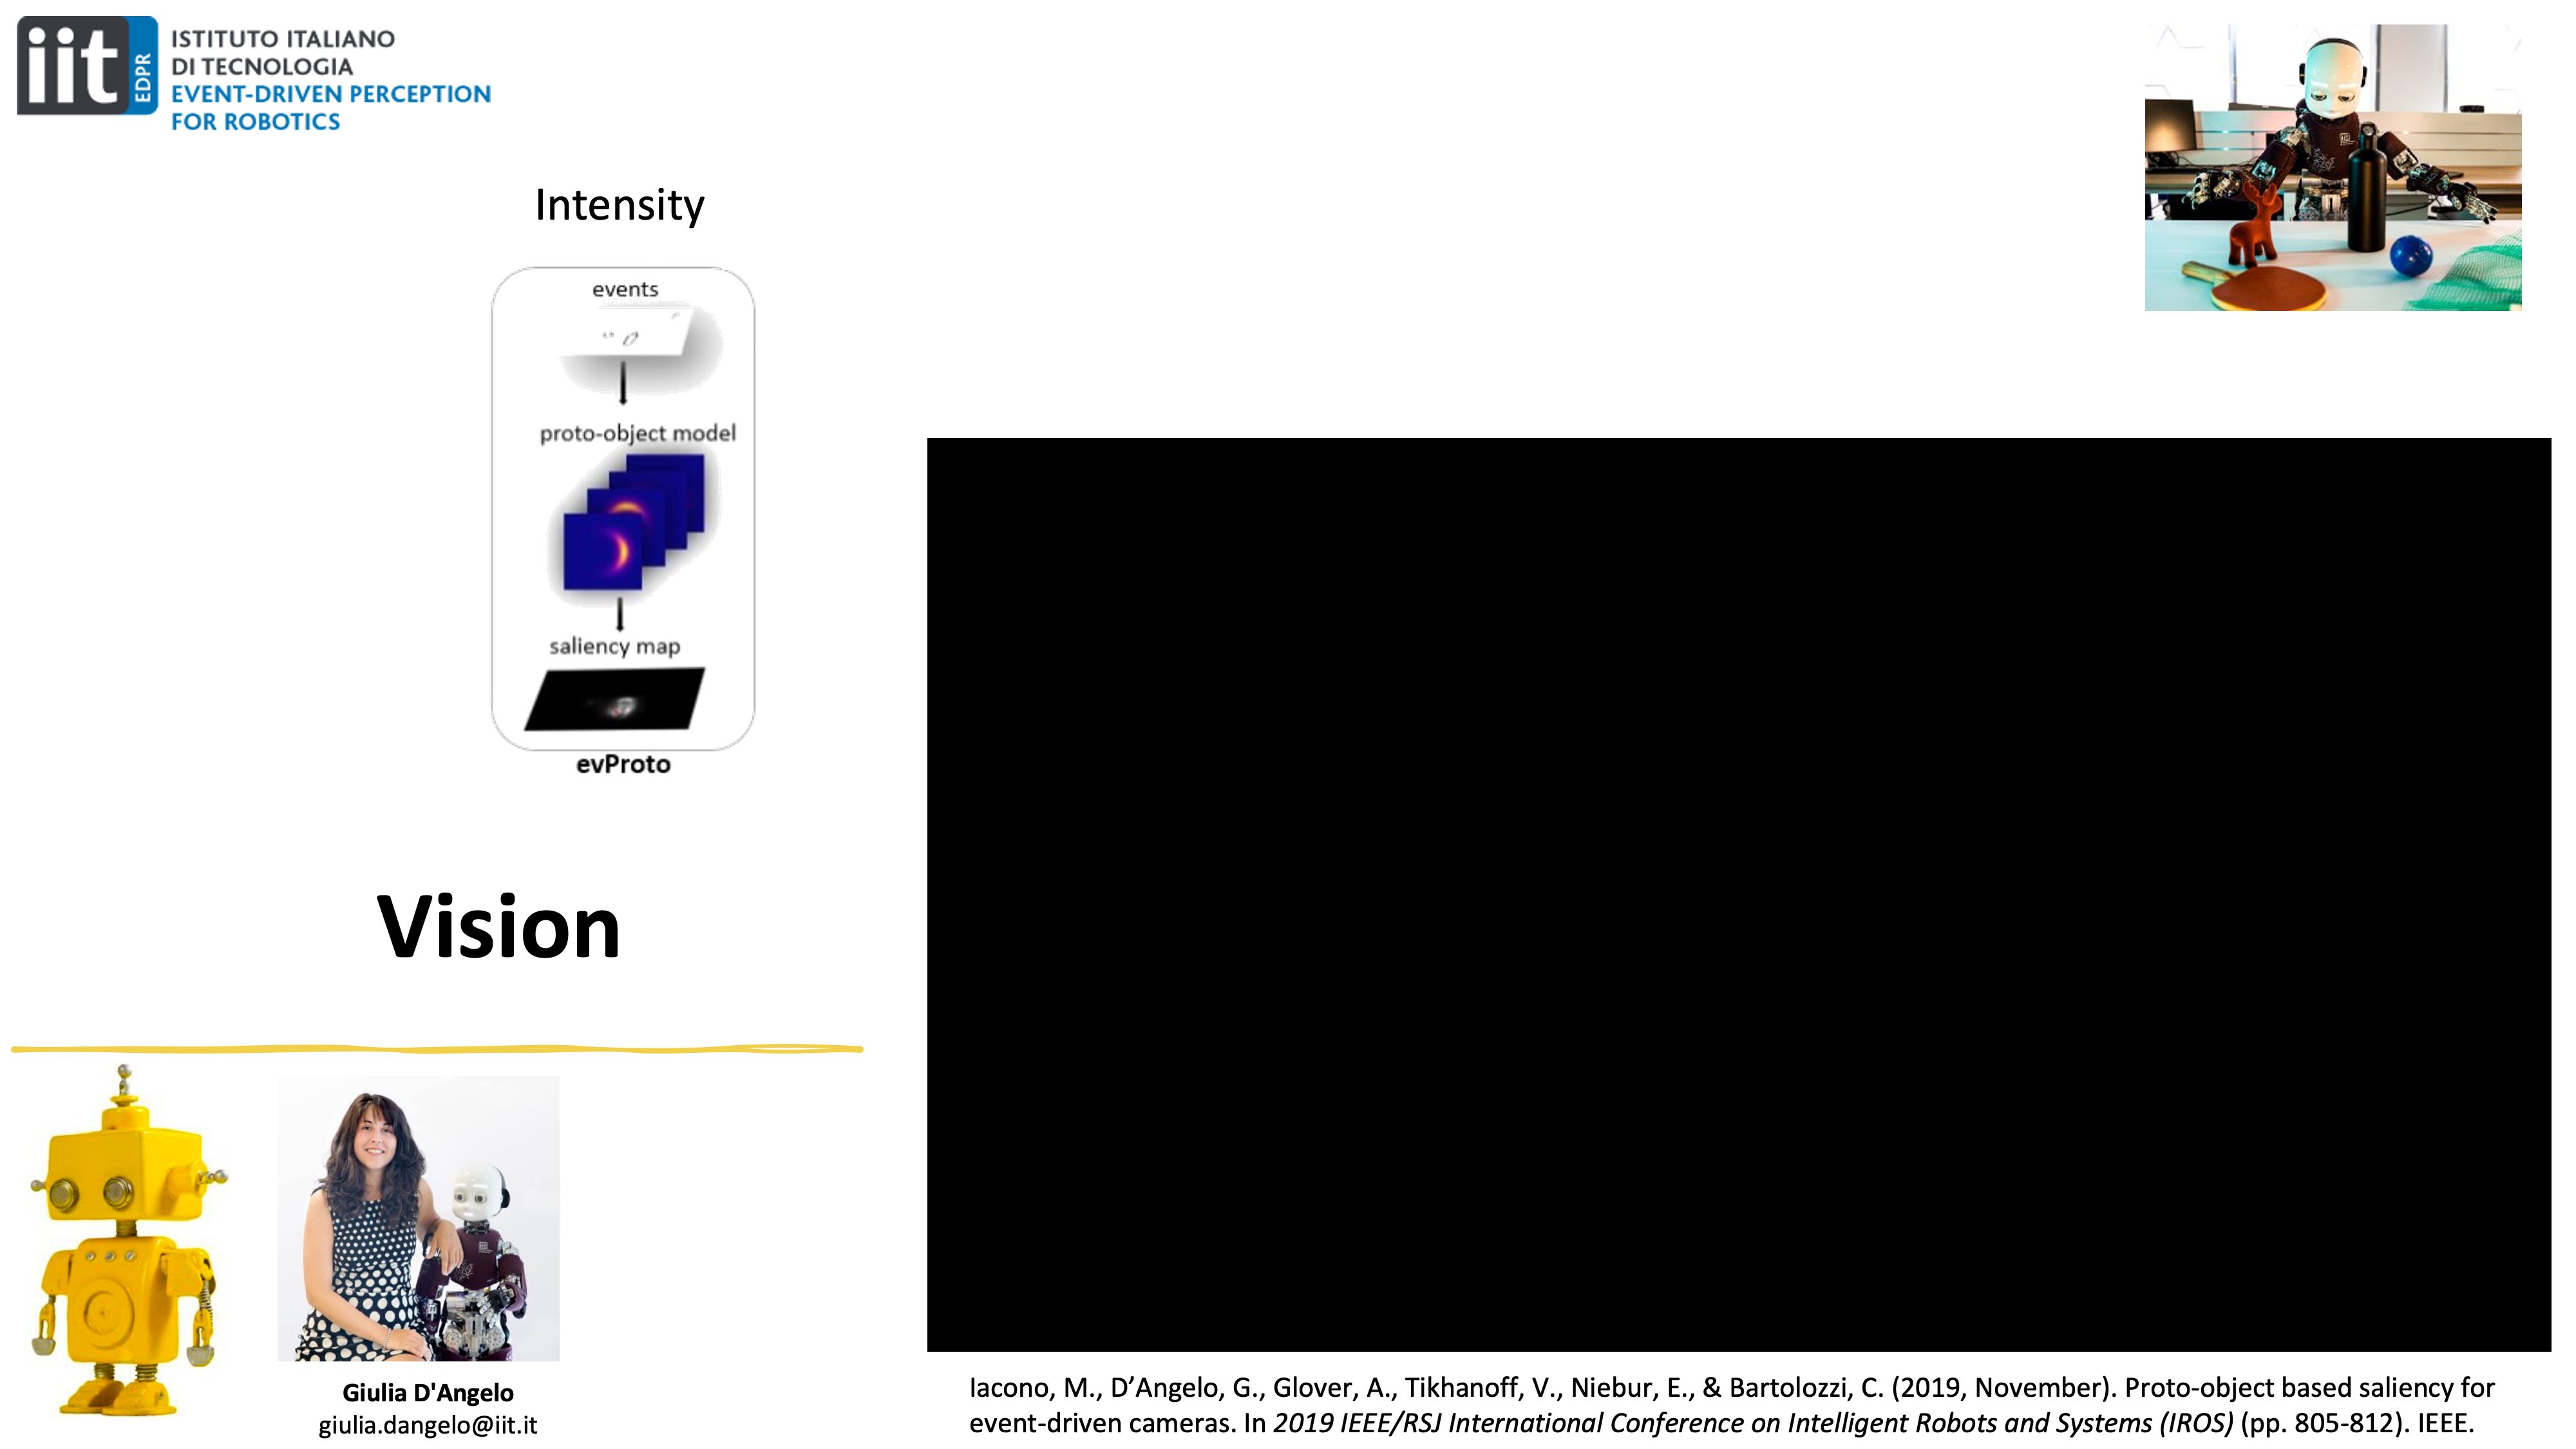 iit
EDPR
ISTITUTO ITALIANO
DI TECNOLOGIA
EVENT-DRIVEN PERCEPTION
FOR ROBOTICS
Intensity
events
proto-object model
saliency map
evProto
Vision
Giulia D'Angelo
giulia.dangelo@iit.it
Iacono, M., D’Angelo, G., Glover, A., Tikhanoff, V., Niebur, E., & Bartolozzi, C. (2019, November). Proto-object based saliency for
event-driven cameras. In 2019 IEEE/RSJ International Conference on Intelligent Robots and Systems (IROS) (pp. 805-812). IEEE.